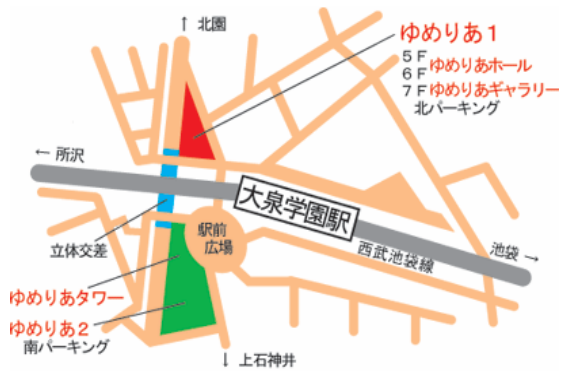 ↑ 北園
ゆめりあ1
5F
6F ゆめりあホール
7F ゆめりあギャラリー
北パーキング
← 所沢
大泉学園駅
駅前
広場
立体交差
西武池袋線
池袋 →
ゆめりあタワー
ゆめりあ2
南パーキング
↓ 上石神井